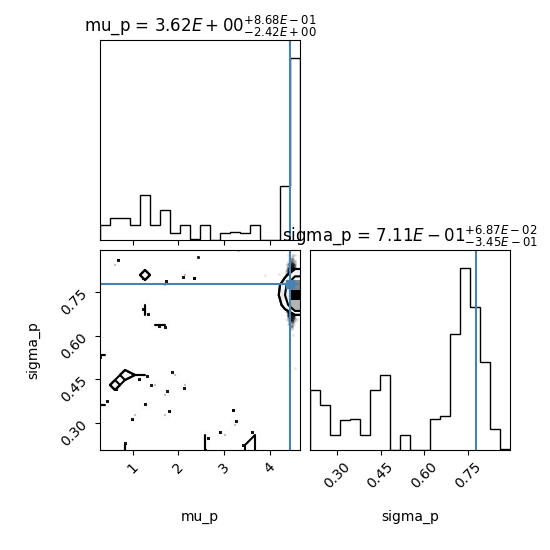 mu_p = 3.62E+00+8.68E−01−2.42E+00
sigma_p = 7.11E−01+6.87E−02−3.45E−01
0.75
0.60
0.45
0.30
sigma_p
1 2 3 4
0.30 0.45 0.60 0.75
mu_p
sigma_p